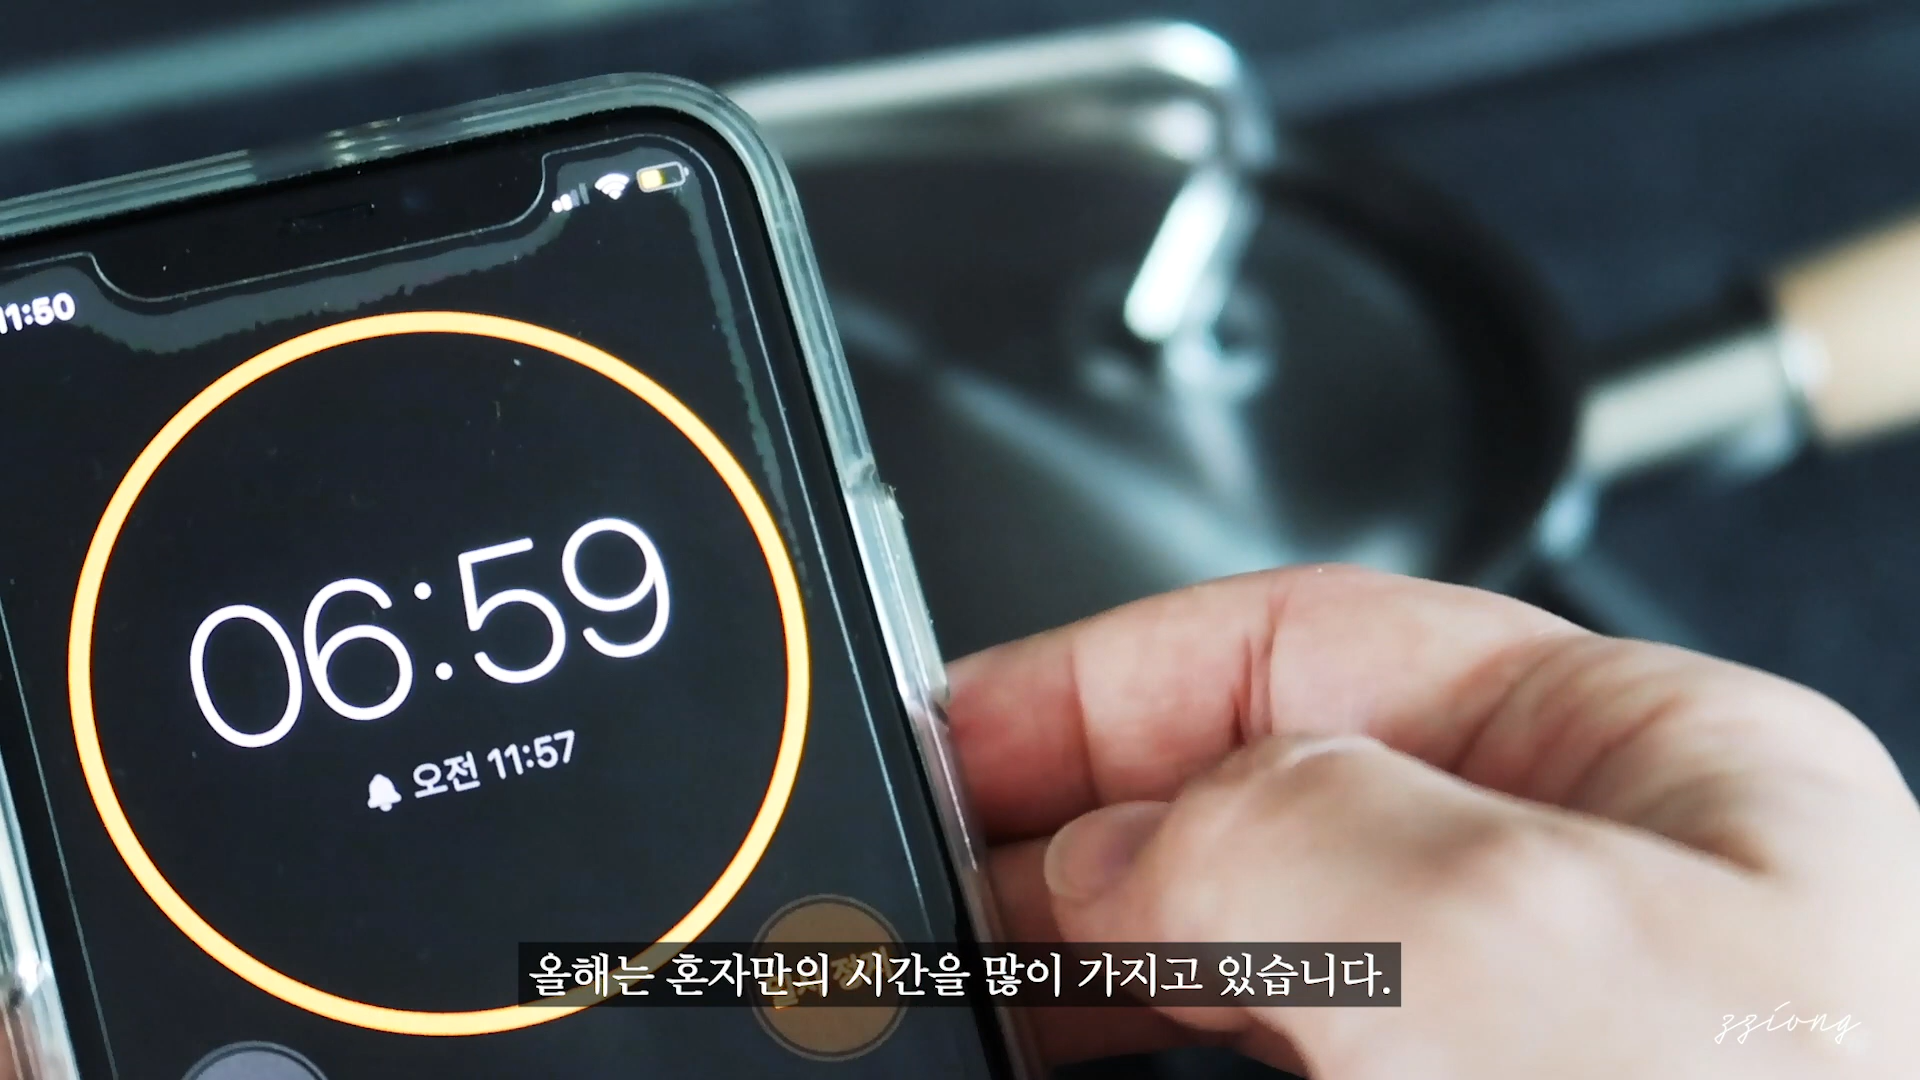 11:50
06:59
오전 11:57
올해는 혼자만의 시간을 많이 가지고 있습니다.
zziong